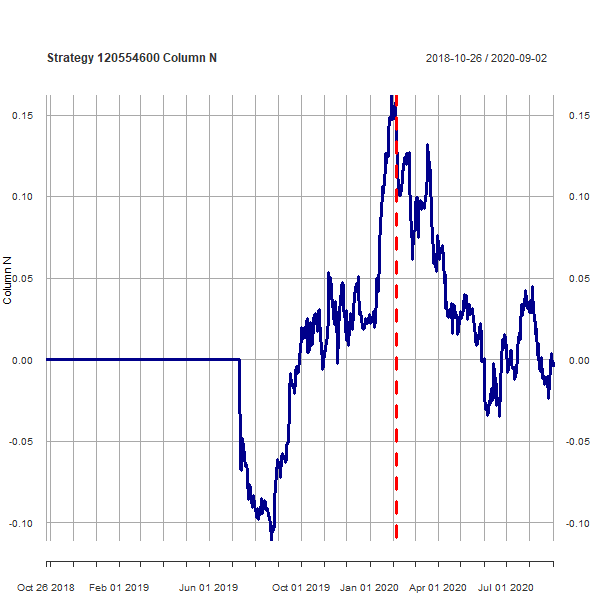 Strategy 120554600 Column N 2018-10-26 / 2020-09-02
0.15 0.15
0.10 0.10
0.05 0.05
Column N
0.00 0.00
-0.05 -0.05
-0.10 -0.10
Oct 26 2018 Feb 01 2019 Jun 01 2019 Oct 01 2019 Jan 01 2020 Apr 01 2020 Jul 01 2020